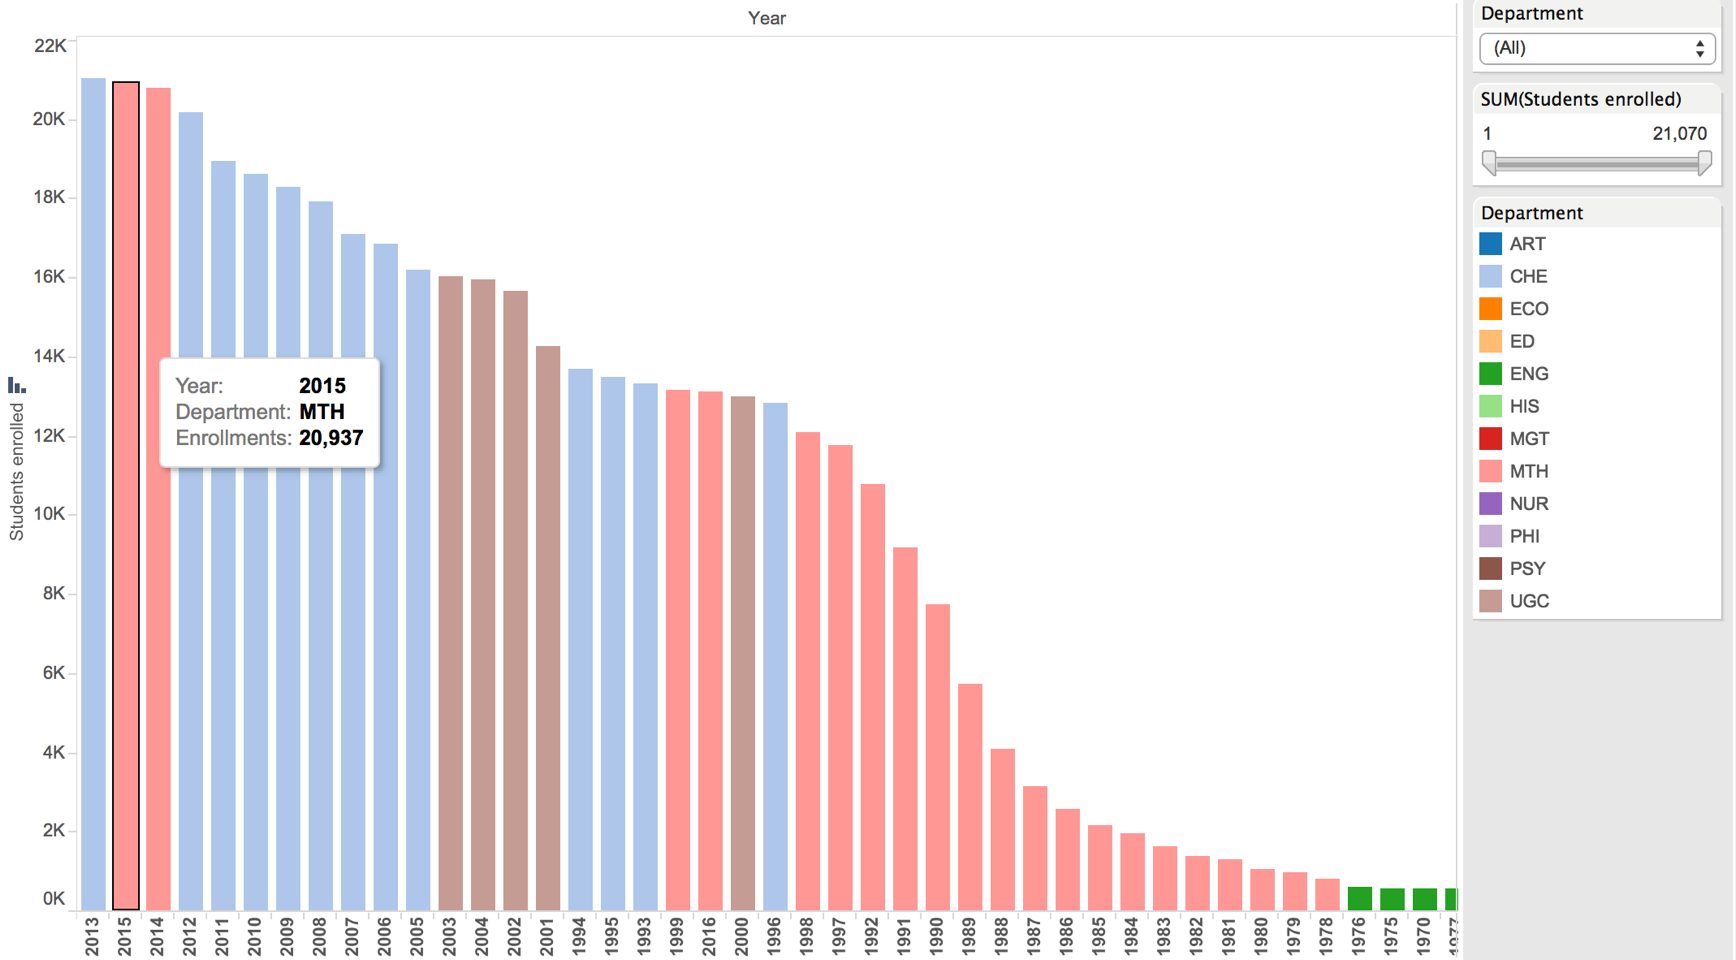 Year
22K
20K
18K
16K
14K
12K
10K
8K
6K
4K
2K
0K
Students enrolled
Year: 2015
Department: MTH
Enrollments: 20,937
2013 2015 2014 2012 2011 2010 2009 2008 2007 2006 2005 2003 2004 2002 2001 1994 1995 1993 1999 2016 2000 1996 1998 1997 1992 1991 1990 1989 1988 1987 1986 1985 1984 1983 1982 1981 1980 1979 1978 1976 1975 1970
Department
(All)
SUM(Students enrolled)
1 21,070
Department
ART
CHE
ECO
ED
ENG
HIS
MGT
MTH
NUR
PHI
PSY
UGC